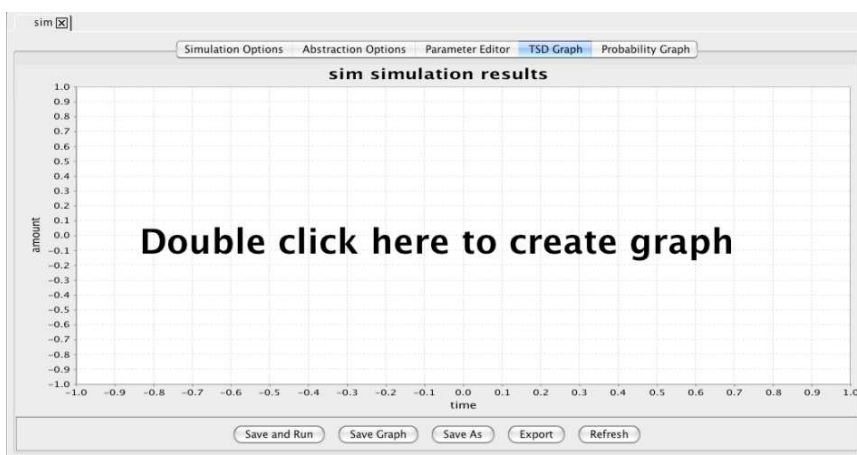 sim
Simulation Options Abstraction Options Parameter Editor TSD Graph Probability Graph
sim simulation results
1.0
0.9
0.8
0.7
0.6
0.5
0.4
0.3
0.2
0.1
0.0
-0.1
-0.2
-0.3
-0.4
-0.5
-0.6
-0.7
-0.8
-0.9
-1.0
amount
Double click here to create graph
-1.0 -0.9 -0.8 -0.7 -0.6 -0.5 -0.4 -0.3 -0.2 -0.1 0.0 0.1 0.2 0.3 0.4 0.5 0.6 0.7 0.8 0.9 1.0
time
Save and Run Save Graph Save As Export Refresh